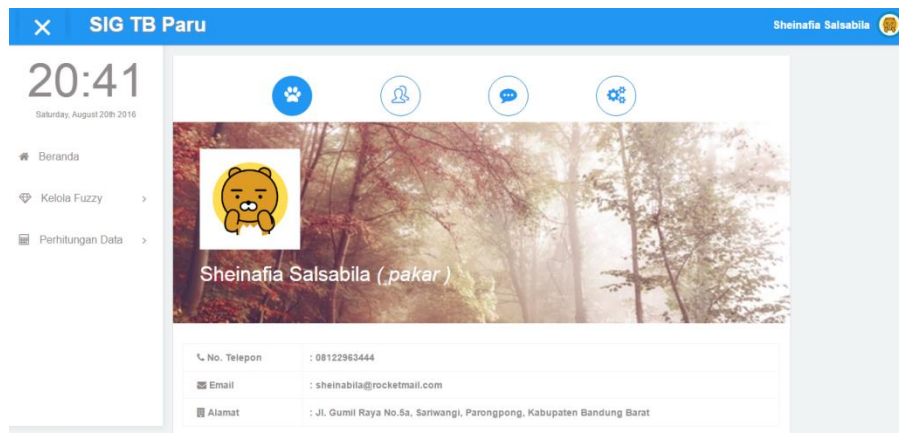 SIG TB Paru
Sheinafia Salsabila
20:41
Saturday, August 20th 2016
Beranda
Kelola Fuzzy
Perhitungan Data
Sheinafia Salsabila ( pakar )
No. Telepon : 08122963444
Email : sheinabila@rocketmail.com
Alamat : Jl. Gumil Raya No.5a, Sariwangi, Parongpong, Kabupaten Bandung Barat